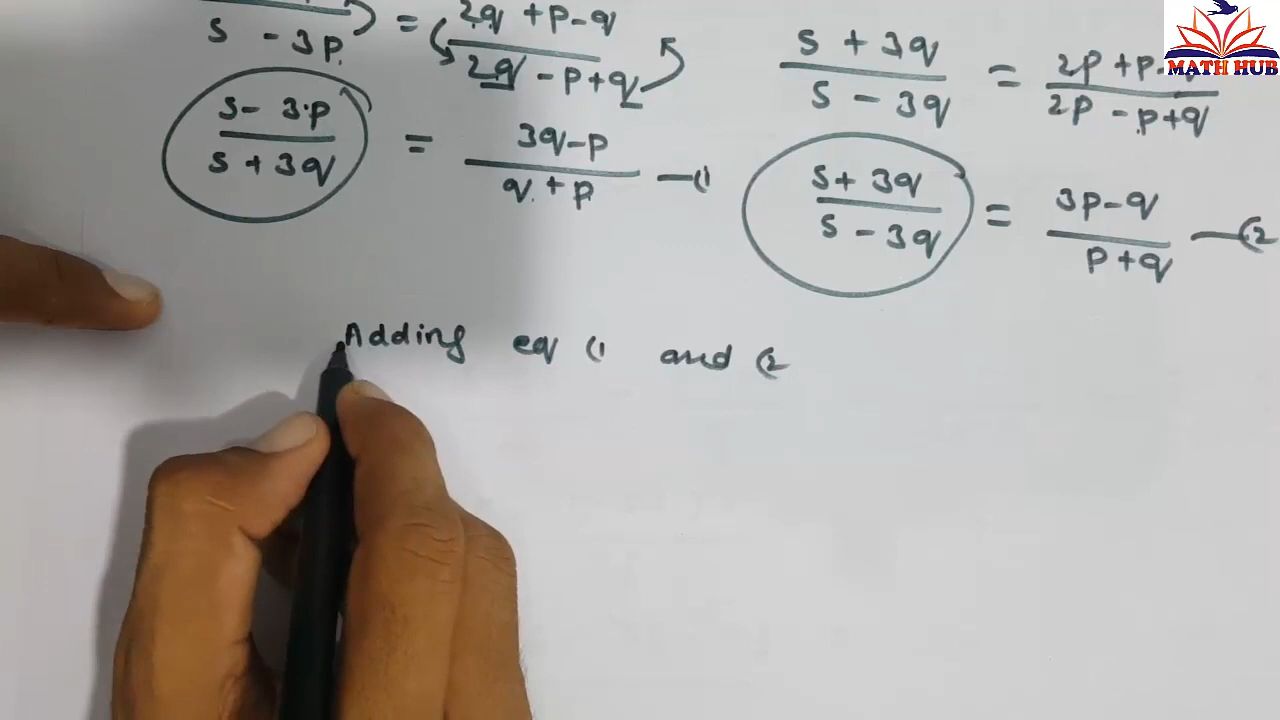 s - 3p = 2q + p - q / 2q - p + q
s - 3p / s + 3q = 3q - p / q + p — (1
s + 3q / s - 3q = 2p + p - / 2p - p + q
s + 3q / s - 3q = 3p - q / p + q — (2
Adding eq (1 and (2
MATH HUB